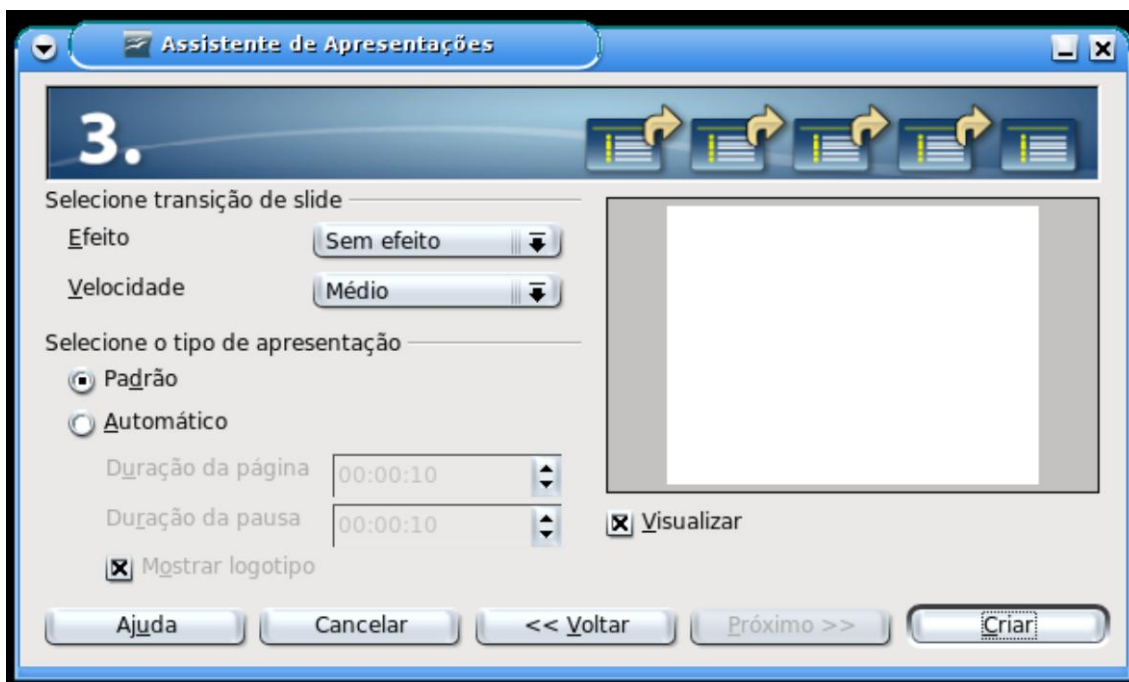 Assistente de Apresentações
3.
Selecione transição de slide
Efeito
Sem efeito
Velocidade
Médio
Selecione o tipo de apresentação
Padrão
Automático
Duração da página
00:00:10
Duração da pausa
00:00:10
Mostrar logotipo
Visualizar
Ajuda
Cancelar
<< Voltar
Próximo >>
Criar